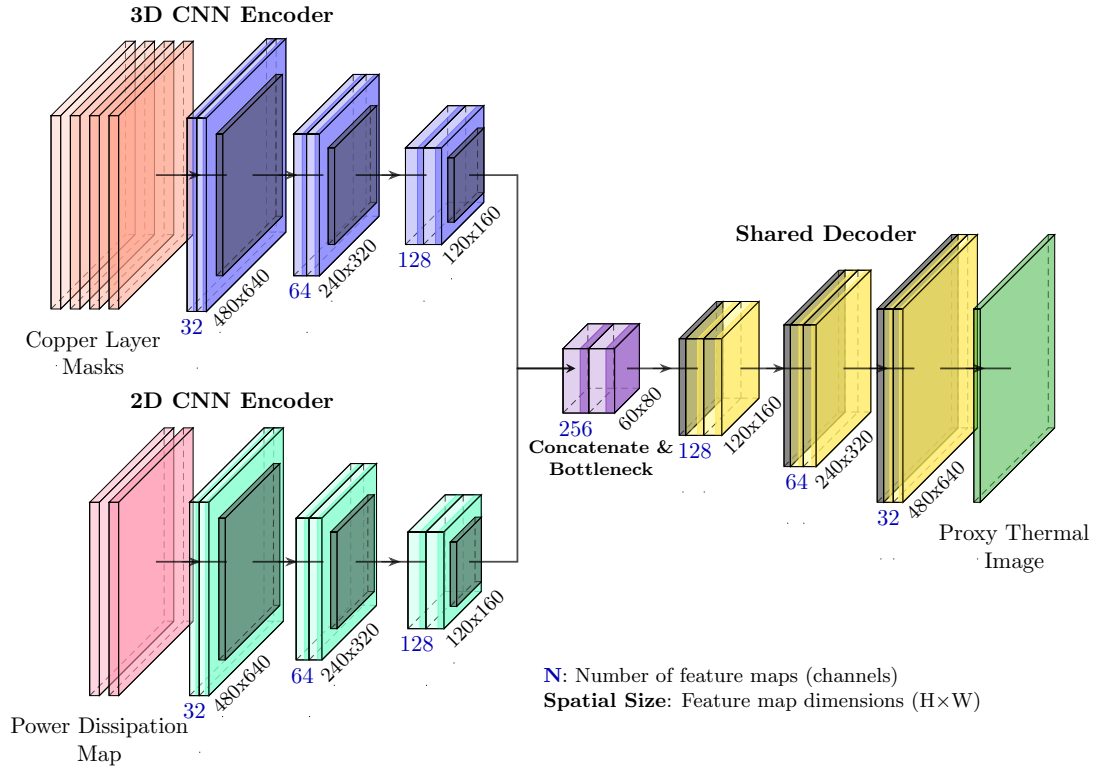 3D CNN Encoder
32
480x640
64
240x320
128
120x160
Copper Layer
Masks
2D CNN Encoder
32
480x640
64
240x320
128
120x160
Power Dissipation
Map
256
60x80
Concatenate &
Bottleneck
Shared Decoder
128
120x160
64
240x320
32
480x640
Proxy Thermal
Image
N: Number of feature maps (channels)
Spatial Size: Feature map dimensions (H×W)